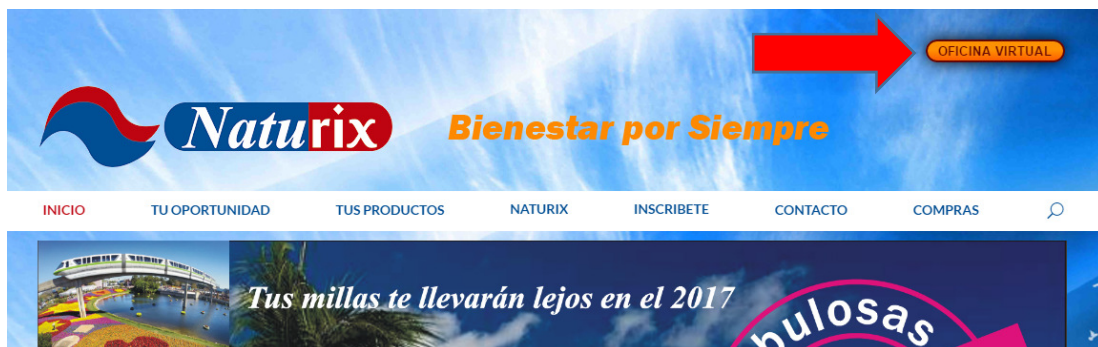 OFICINA VIRTUAL
Naturix
Bienestar por Siempre
INICIO TU OPORTUNIDAD TUS PRODUCTOS NATURIX INSCRIBETE CONTACTO COMPRAS
Tus millas te llevarán lejos en el 2017